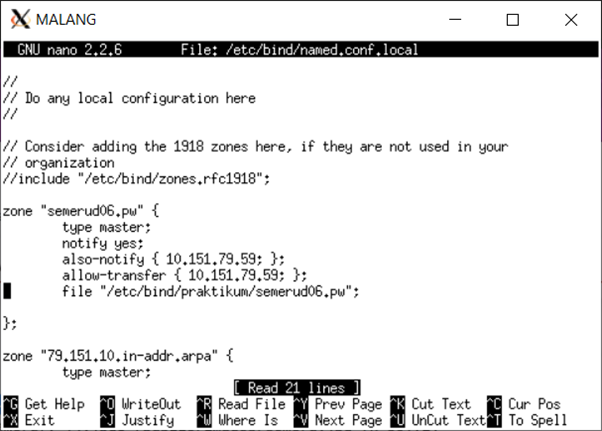 MALANG
GNU nano 2.2.6 File: /etc/bind/named.conf.local
//
// Do any local configuration here
//
// Consider adding the 1918 zones here, if they are not used in your
// organization
//include "/etc/bind/zones.rfc1918";
zone "semerud06.pw" {
type master;
notify yes;
also-notify { 10.151.79.59; };
allow-transfer { 10.151.79.59; };
file "/etc/bind/praktikum/semerud06.pw";
};
zone "79.151.10.in-addr.arpa" {
type master;
[ Read 21 lines ]
^G Get Help ^O WriteOut ^R Read File ^Y Prev Page ^K Cut Text ^C Cur Pos
^X Exit ^J Justify ^W Where Is ^V Next Page ^U UnCut Text ^T To Spell